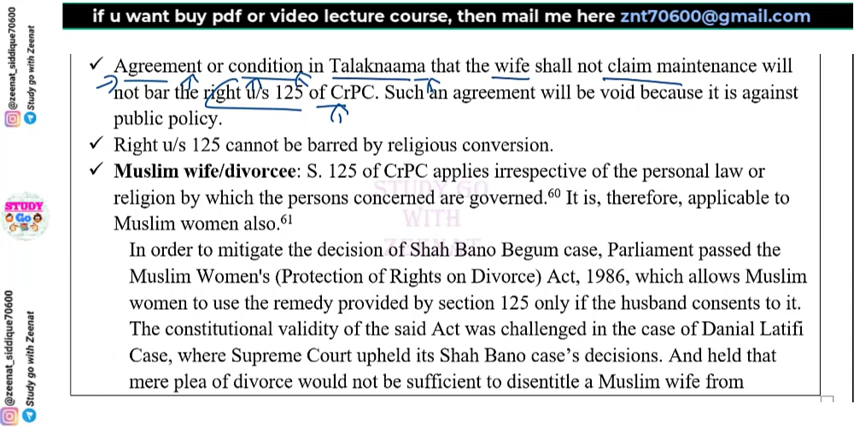 if u want buy pdf or video lecture course, then mail me here znt70600@gmail.com
@zeenat_siddique70600
Study go with Zeenat
✓ Agreement or condition in Talaknaama that the wife shall not claim maintenance will
not bar the right u/s 125 of CrPC. Such an agreement will be void because it is against
public policy.
✓ Right u/s 125 cannot be barred by religious conversion.
✓ Muslim wife/divorcee: S. 125 of CrPC applies irrespective of the personal law or
religion by which the persons concerned are governed.60 It is, therefore, applicable to
Muslim women also.61
In order to mitigate the decision of Shah Bano Begum case, Parliament passed the
Muslim Women's (Protection of Rights on Divorce) Act, 1986, which allows Muslim
women to use the remedy provided by section 125 only if the husband consents to it.
The constitutional validity of the said Act was challenged in the case of Danial Latifi
Case, where Supreme Court upheld its Shah Bano case's decisions. And held that
mere plea of divorce would not be sufficient to disentitle a Muslim wife from
STUDY GO
WITH
ZEENAT
STUDY
Go
@zeenat_siddique70600
Study go with Zeenat